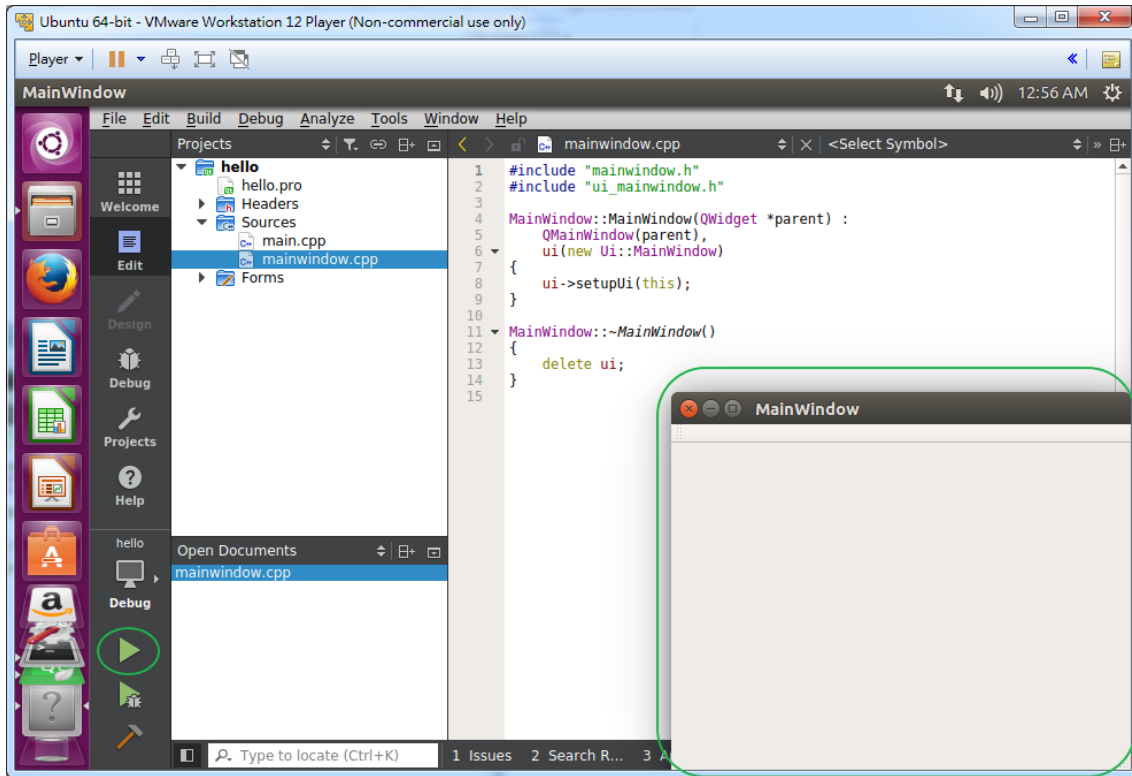 Ubuntu 64-bit - VMware Workstation 12 Player (Non-commercial use only)
Player
MainWindow 12:56 AM
File Edit Build Debug Analyze Tools Window Help
Projects
mainwindow.cpp <Select Symbol>
Welcome
Edit
Design
Debug
Projects
Help
hello
Debug
hello
hello.pro
Headers
Sources
main.cpp
mainwindow.cpp
Forms
Open Documents
mainwindow.cpp
1 #include "mainwindow.h"
2 #include "ui_mainwindow.h"
3
4 MainWindow::MainWindow(QWidget *parent) :
5 QMainWindow(parent),
6 ui(new Ui::MainWindow)
7 {
8 ui->setupUi(this);
9 }
10
11 MainWindow::~MainWindow()
12 {
13 delete ui;
14 }
15
MainWindow
Type to locate (Ctrl+K) 1 Issues 2 Search R... 3